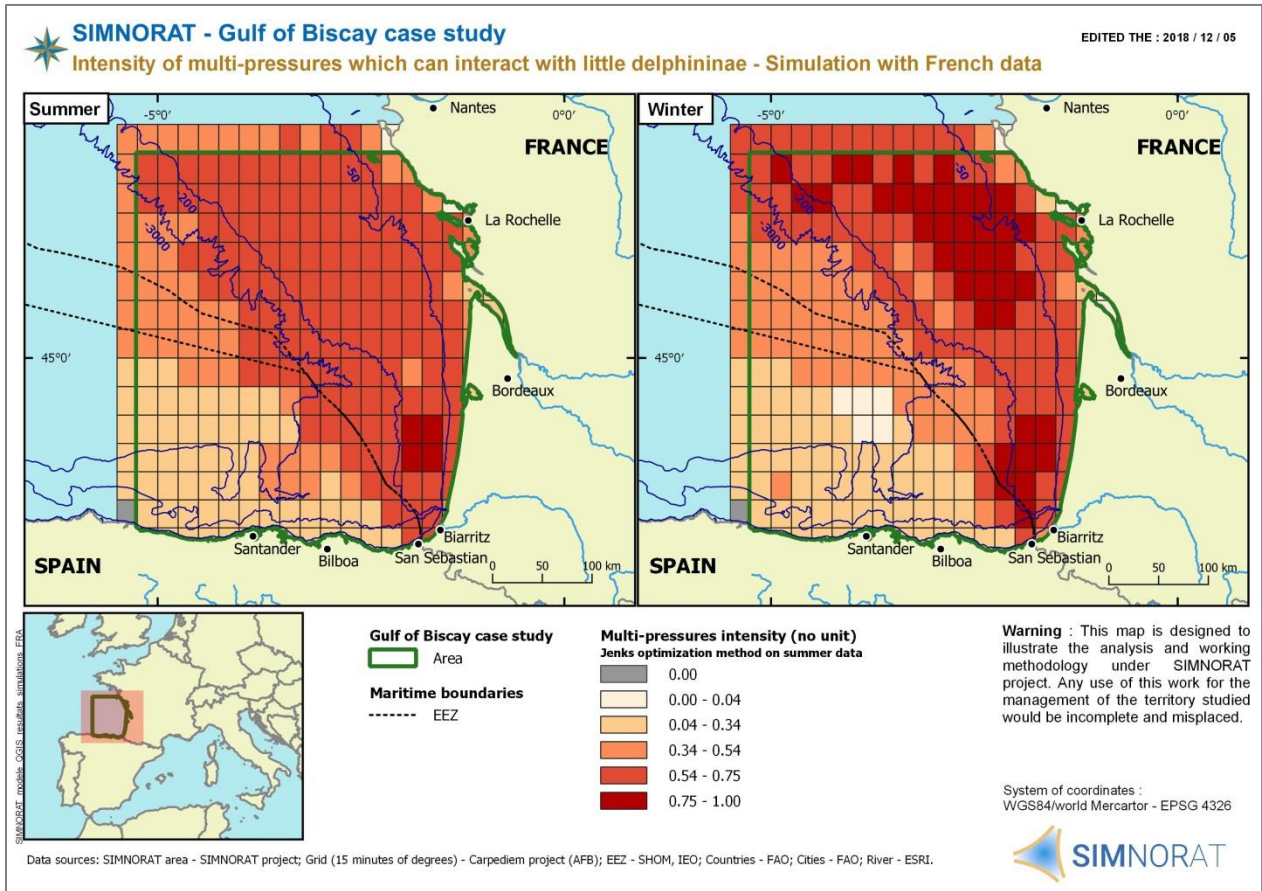 SIMNORAT - Gulf of Biscay case study
EDITED THE : 2018 / 12 / 05
Intensity of multi-pressures which can interact with little delphininae - Simulation with French data
Summer
-5°0'
0°0'
Nantes
FRANCE
-50
-200
-3000
La Rochelle
45°0'
Bordeaux
Biarritz
Santander
San Sébastian
Bilboa
SPAIN
0 50 100 km
Winter
-5°0'
-0°0'
Nantes
FRANCE
-50
-200
-3000
La Rochelle
45°0'
Bordeaux
Biarritz
Santander
San Sébastian
Bilboa
SPAIN
0 50 100 km
SIMNORAT_modele_QGIS_resultats_simulations_FRA
Gulf of Biscay case study
Area
Maritime boundaries
EEZ
Multi-pressures intensity (no unit)
Jenks optimization method on summer data
0.00
0.00 - 0.04
0.04 - 0.34
0.34 - 0.54
0.54 - 0.75
0.75 - 1.00
Warning : This map is designed to
illustrate the analysis and working
methodology under SIMNORAT
project. Any use of this work for the
management of the territory studied
would be incomplete and misplaced.
System of coordinates :
WGS84/world Mercartor - EPSG 4326
SIMNORAT
Data sources: SIMNORAT area - SIMNORAT project; Grid (15 minutes of degrees) - Carpediem project (AFB); EEZ - SHOM, IEO; Countries - FAO; Cities - FAO; River - ESRI.